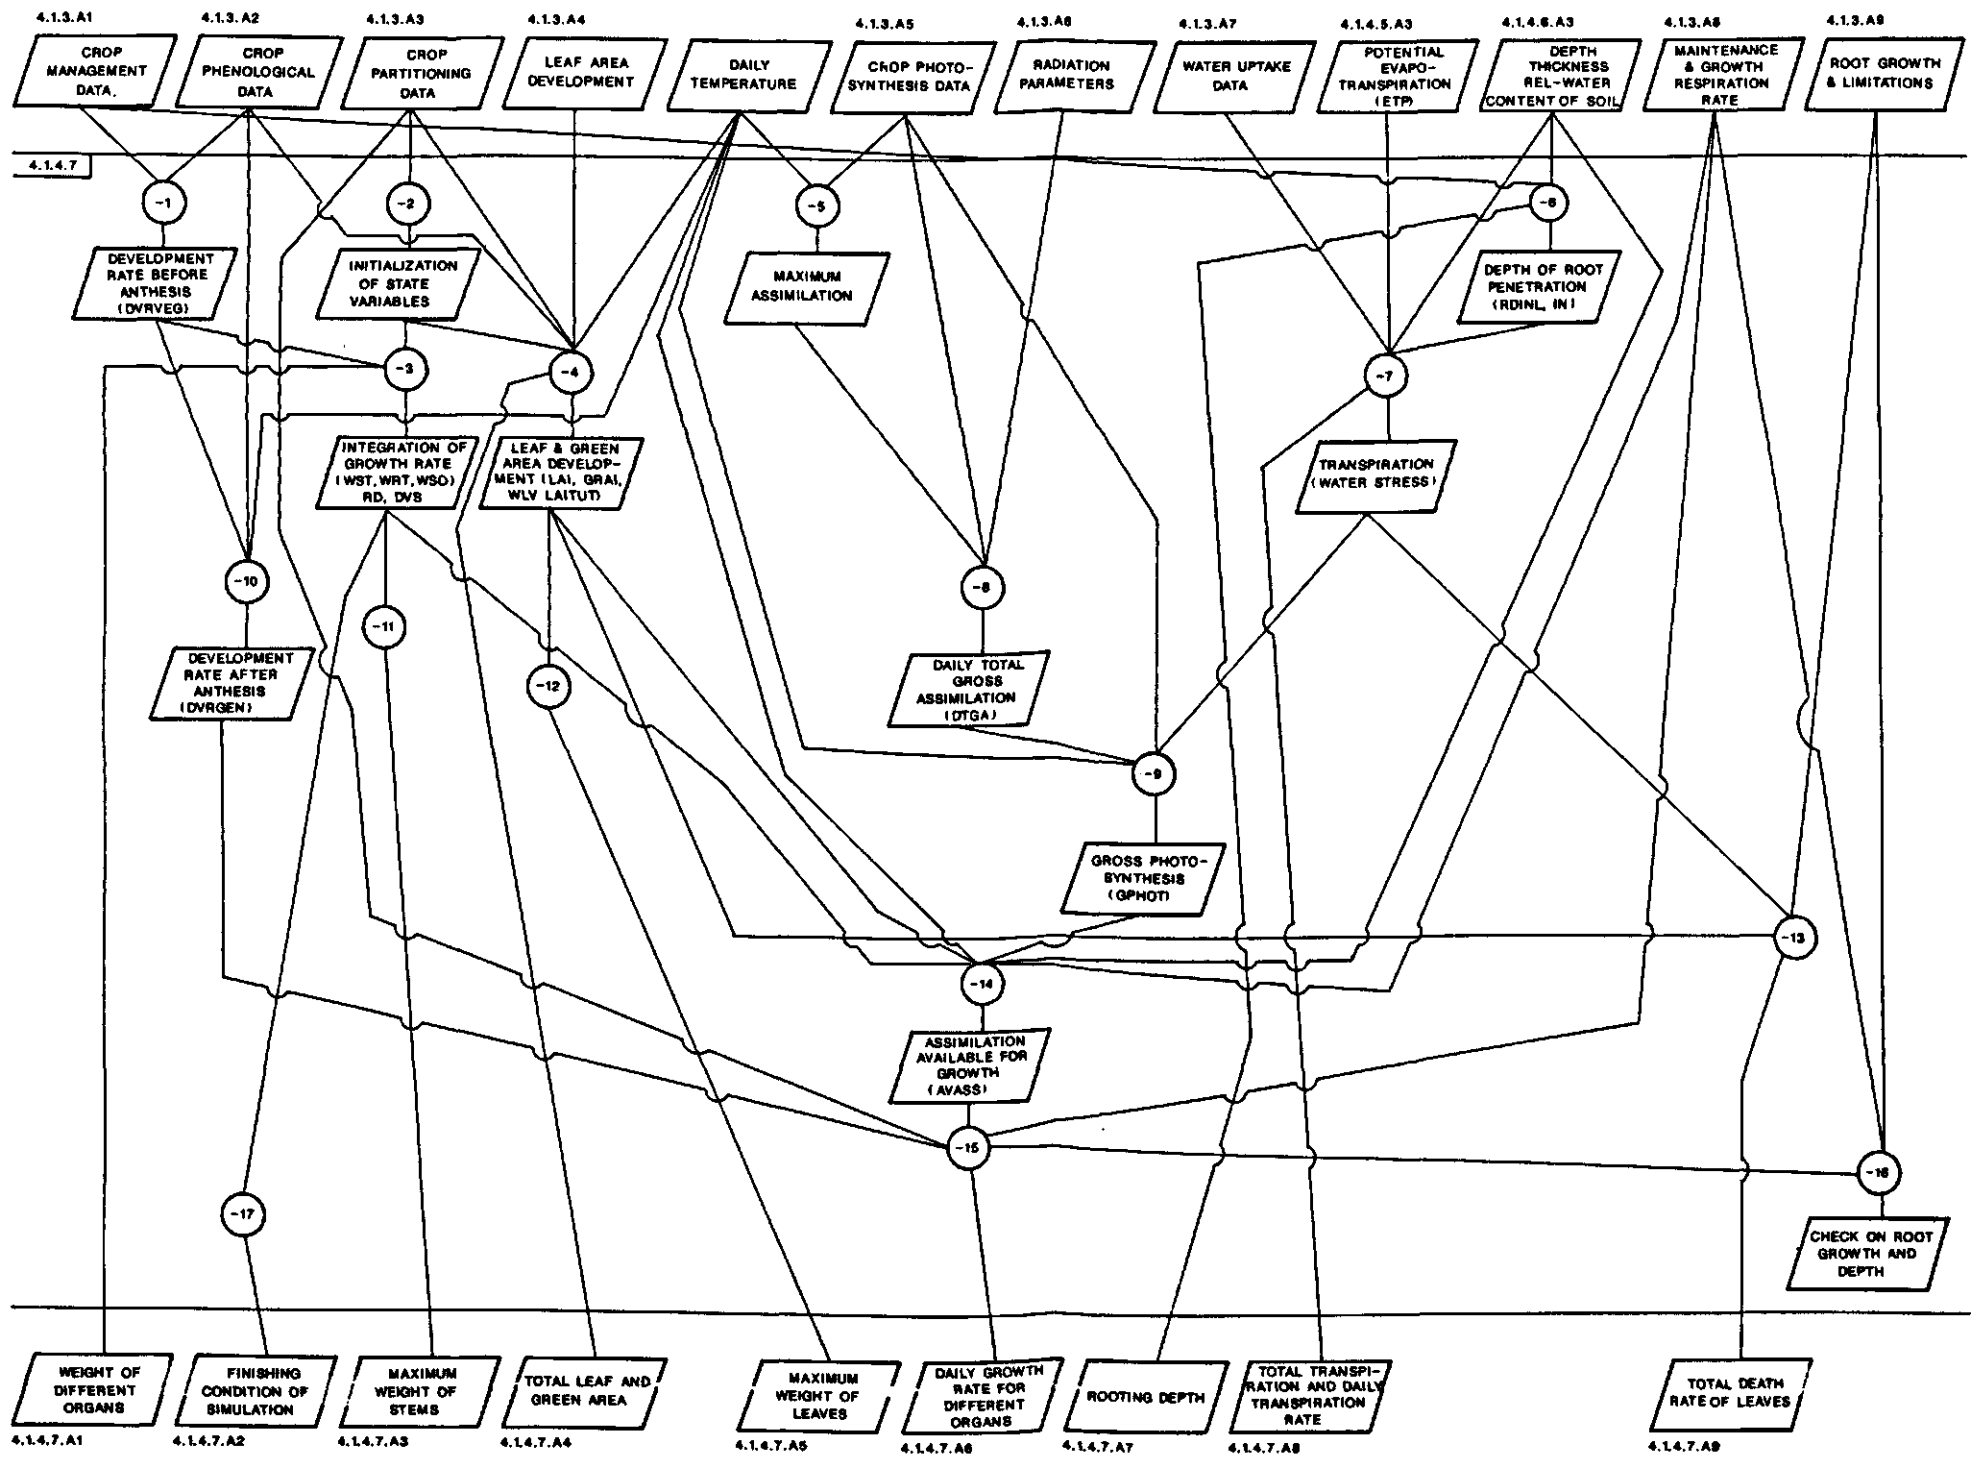 4.1.3.A1
4.1.3.A2
4.1.3.A3
4.1.3.A4
4.1.3.A5
4.1.3.A6
4.1.3.A7
4.1.4.5.A3
4.1.4.6.A3
4.1.3.A8
4.1.3.A9
CROP
MANAGEMENT
DATA.
CROP
PHENOLOGICAL
DATA
CROP
PARTITIONING
DATA
LEAF AREA
DEVELOPMENT
DAILY
TEMPERATURE
CROP PHOTO-
SYNTHESIS DATA
RADIATION
PARAMETERS
WATER UPTAKE
DATA
POTENTIAL
EVAPO-
TRANSPIRATION
(ETP)
DEPTH
THICKNESS
REL-WATER
CONTENT OF SOIL
MAINTENANCE
& GROWTH
RESPIRATION
RATE
ROOT GROWTH
& LIMITATIONS
4.1.4.7
-1
-2
-5
-6
DEVELOPMENT
RATE BEFORE
ANTHESIS
(DVRVEG)
INITIALIZATION
OF STATE
VARIABLES
MAXIMUM
ASSIMILATION
DEPTH OF ROOT
PENETRATION
(RDINL, IN)
-3
-4
-7
INTEGRATION OF
GROWTH RATE
(WST, WRT, WSO)
RD, DVS
LEAF & GREEN
AREA DEVELOP-
MENT (LAI, GRAI,
WLV LAITUT)
TRANSPIRATION
(WATER STRESS)
-10
-8
-11
-12
DEVELOPMENT
RATE AFTER
ANTHESIS
(DVRGEN)
DAILY TOTAL
GROSS
ASSIMILATION
(DTGA)
-9
GROSS PHOTO-
SYNTHESIS
(GPHOT)
-13
-14
ASSIMILATION
AVAILABLE FOR
GROWTH
(AVASS)
-15
-16
-17
CHECK ON ROOT
GROWTH AND
DEPTH
WEIGHT OF
DIFFERENT
ORGANS
FINISHING
CONDITION OF
SIMULATION
MAXIMUM
WEIGHT OF
STEMS
TOTAL LEAF AND
GREEN AREA
MAXIMUM
WEIGHT OF
LEAVES
DAILY GROWTH
RATE FOR
DIFFERENT
ORGANS
ROOTING DEPTH
TOTAL TRANSPI-
RATION AND DAILY
TRANSPIRATION
RATE
TOTAL DEATH
RATE OF LEAVES
4.1.4.7.A1
4.1.4.7.A2
4.1.4.7.A3
4.1.4.7.A4
4.1.4.7.A5
4.1.4.7.A6
4.1.4.7.A7
4.1.4.7.A8
4.1.4.7.A9